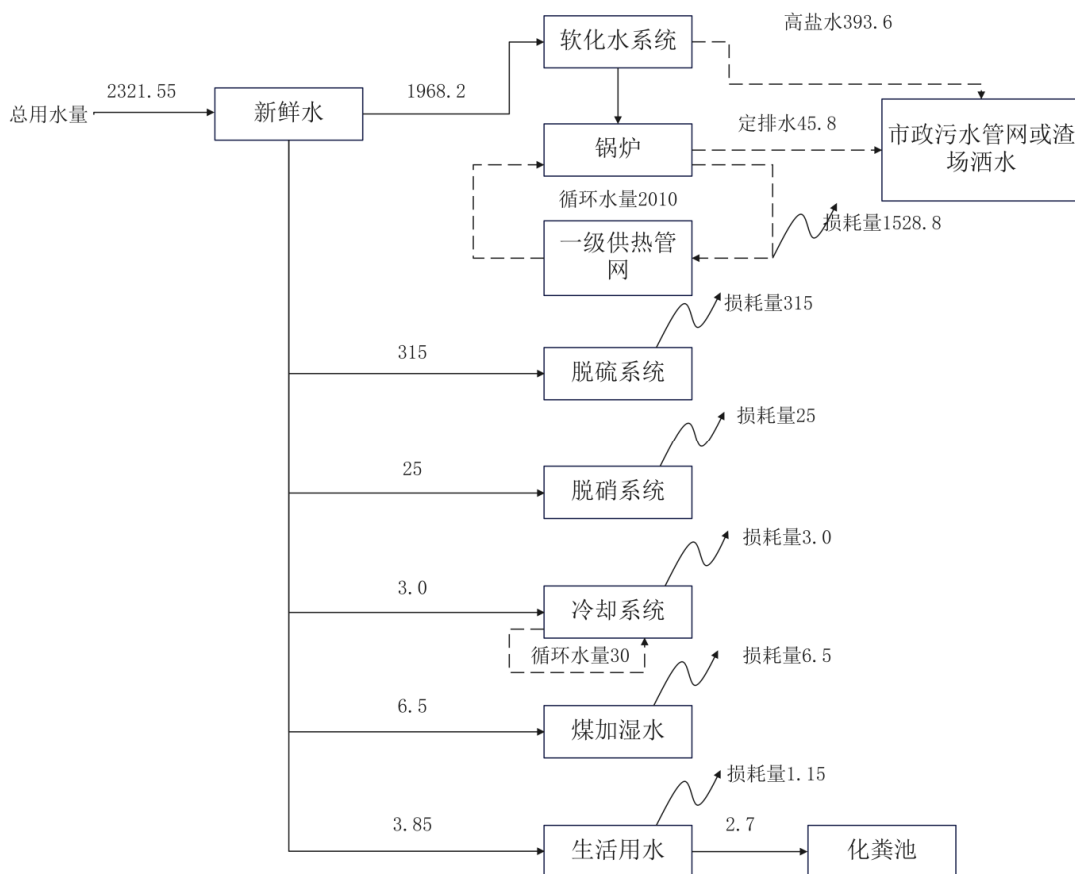 高盐水393.6
软化水系统
2321.55
1968.2
总用水量
新鲜水
定排水45.8
市政污水管网或渣
场洒水
锅炉
循环水量2010
损耗量1528.8
一级供热管
网
损耗量315
315
脱硫系统
损耗量25
25
脱硝系统
损耗量3.0
3.0
冷却系统
循环水量30
损耗量6.5
6.5
煤加湿水
损耗量1.15
3.85
2.7
生活用水
化粪池